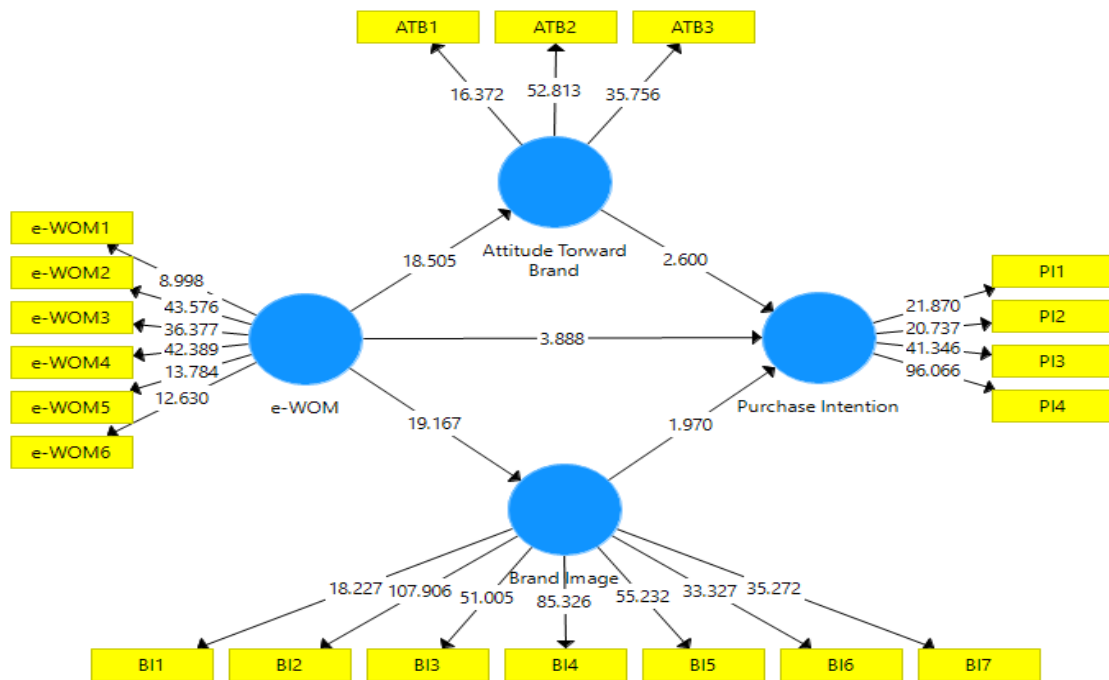 ATB1
ATB2
ATB3
16.372
52.813
35.756
Attitude Torward
Brand
e-WOM1
e-WOM2
e-WOM3
e-WOM4
e-WOM5
e-WOM6
8.998
43.576
36.377
42.389
13.784
12.630
e-WOM
18.505
2.600
3.888
19.167
1.970
Purchase Intention
21.870
20.737
41.346
96.066
PI1
PI2
PI3
PI4
Brand Image
18.227
107.906
51.005
85.326
55.232
33.327
35.272
BI1
BI2
BI3
BI4
BI5
BI6
BI7